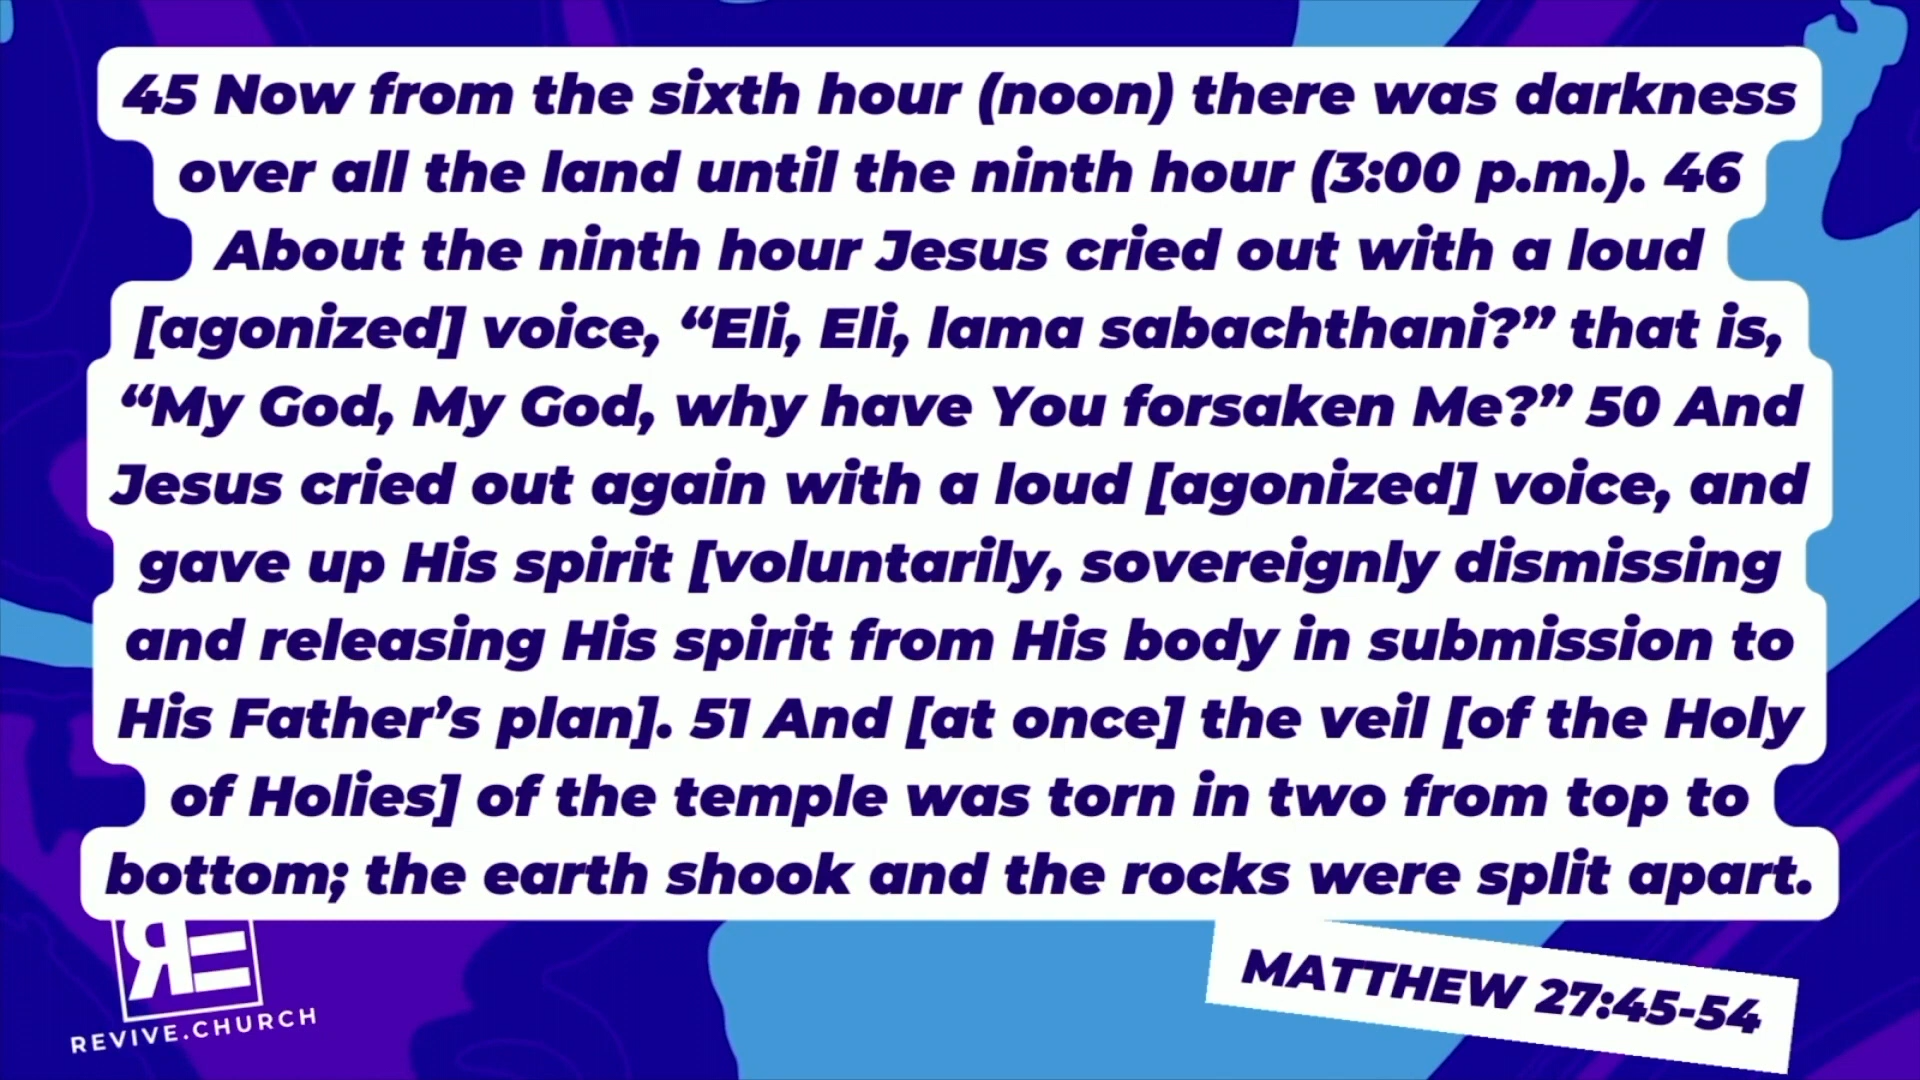 45 Now from the sixth hour (noon) there was darkness
over all the land until the ninth hour (3:00 p.m.). 46
About the ninth hour Jesus cried out with a loud
[agonized] voice, “Eli, Eli, lama sabachthani?” that is,
“My God, My God, why have You forsaken Me?” 50 And
Jesus cried out again with a loud [agonized] voice, and
gave up His spirit [voluntarily, sovereignly dismissing
and releasing His spirit from His body in submission to
His Father’s plan]. 51 And [at once] the veil [of the Holy
of Holies] of the temple was torn in two from top to
bottom; the earth shook and the rocks were split apart.
RE
REVIVE.CHURCH
MATTHEW 27:45-54